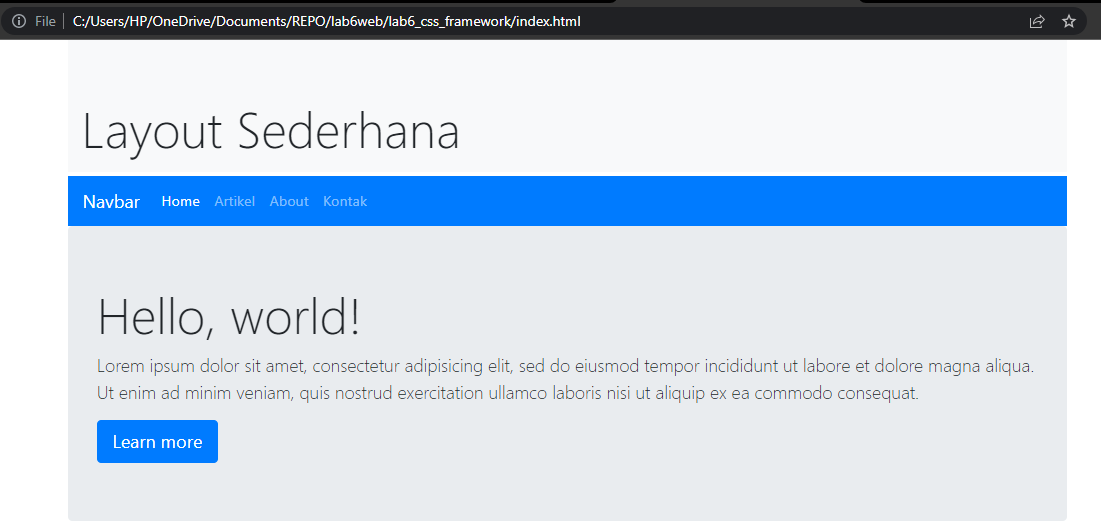 File
C:/Users/HP/OneDrive/Documents/REPO/lab6web/lab6_css_framework/index.html
Layout Sederhana
Navbar Home Artikel About Kontak
Hello, world!
Lorem ipsum dolor sit amet, consectetur adipisicing elit, sed do eiusmod tempor incididunt ut labore et dolore magna aliqua.
Ut enim ad minim veniam, quis nostrud exercitation ullamco laboris nisi ut aliquip ex ea commodo consequat.
Learn more